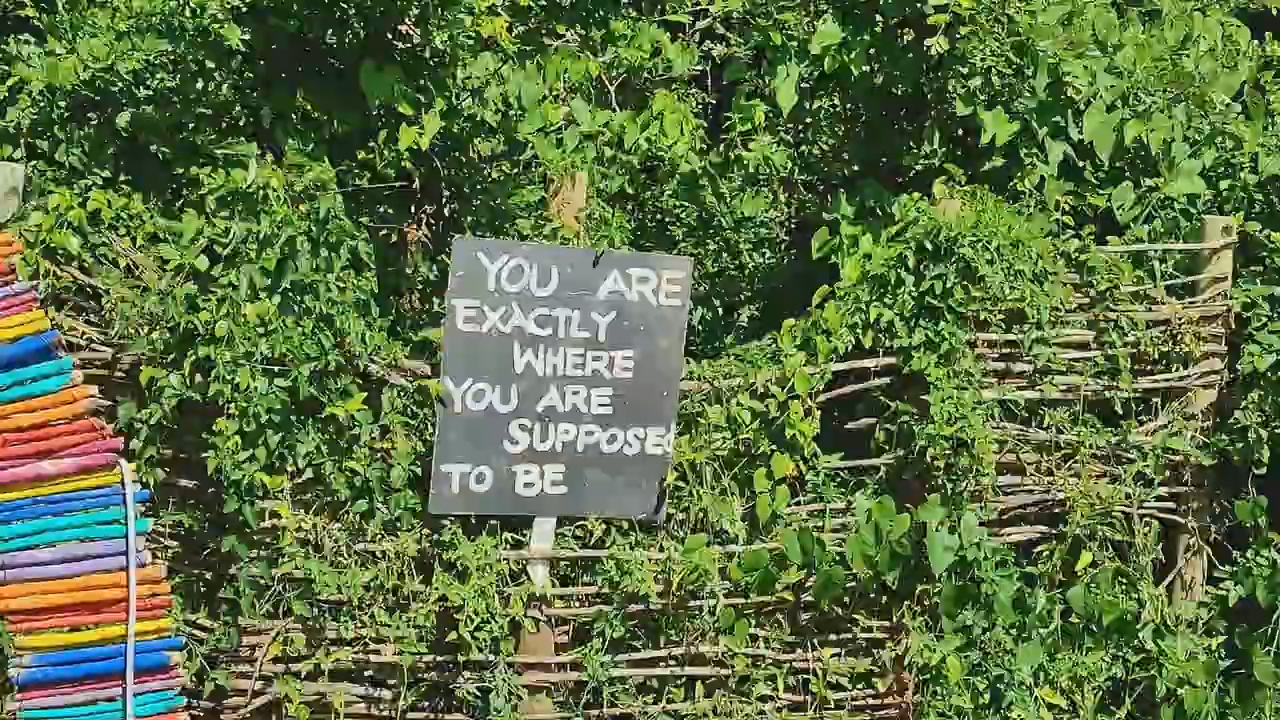 YOU ARE
EXACTLY
WHERE
YOU ARE
SUPPOSEd
TO BE